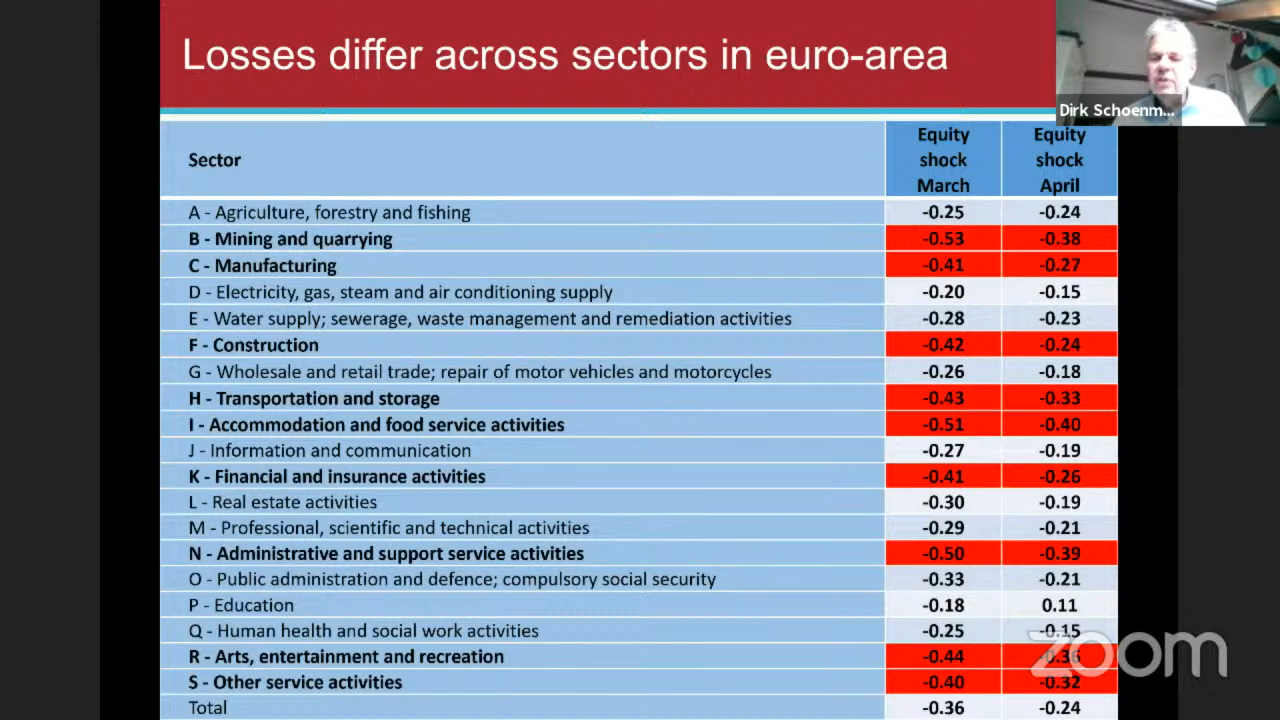 Losses differ across sectors in euro-area
Dirk Schoenm...
Sector Equity shock March Equity shock April
A - Agriculture, forestry and fishing -0.25 -0.24
B - Mining and quarrying -0.53 -0.38
C - Manufacturing -0.41 -0.27
D - Electricity, gas, steam and air conditioning supply -0.20 -0.15
E - Water supply; sewerage, waste management and remediation activities -0.28 -0.23
F - Construction -0.42 -0.24
G - Wholesale and retail trade; repair of motor vehicles and motorcycles -0.26 -0.18
H - Transportation and storage -0.43 -0.33
I - Accommodation and food service activities -0.51 -0.40
J - Information and communication -0.27 -0.19
K - Financial and insurance activities -0.41 -0.26
L - Real estate activities -0.30 -0.19
M - Professional, scientific and technical activities -0.29 -0.21
N - Administrative and support service activities -0.50 -0.39
O - Public administration and defence; compulsory social security -0.33 -0.21
P - Education -0.18 0.11
Q - Human health and social work activities -0.25 -0.15
R - Arts, entertainment and recreation -0.44 -0.36
S - Other service activities -0.40 -0.32
Total -0.36 -0.24
zoom